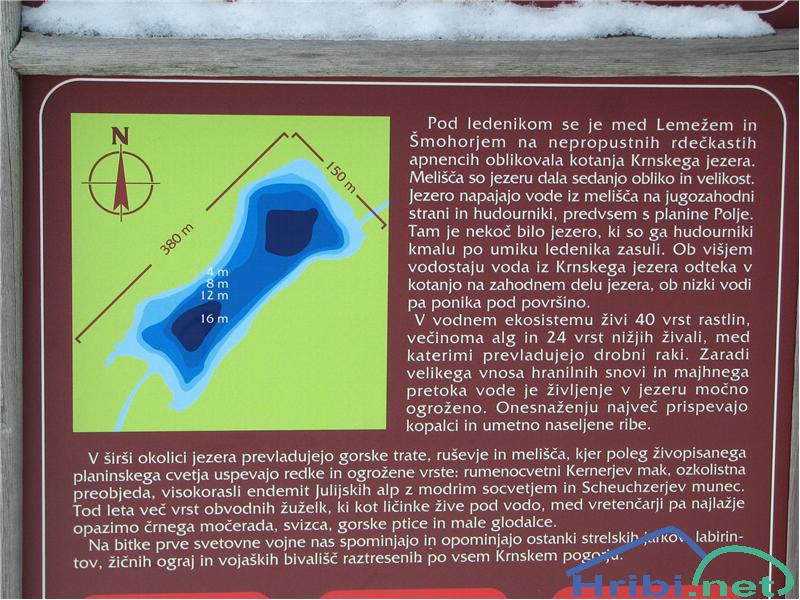 N
150 m
380 m
4 m
8 m
12 m
16 m
Pod ledenikom se je med Lemežem in
Šmohorjem na nepropustnih rdečkastih
apnencih oblikovala kotanja Krnskega jezera.
Melišča so jezeru dala sedanjo obliko in velikost.
Jezero napajajo vode iz melišča na jugozahodni
strani in hudourniki, predvsem s planine Polje.
Tam je nekoč bilo jezero, ki so ga hudourniki
kmalu po umiku ledenika zasuli. Ob višjem
vodostaju voda iz Krnskega jezera odteka v
kotanjo na zahodnem delu jezera, ob nizki vodi
pa ponika pod površino.
V vodnem ekosistemu živi 40 vrst rastlin,
večinoma alg in 24 vrst nižjih živali, med
katerimi prevladujejo drobni raki. Zaradi
velikega vnosa hranilnih snovi in majhnega
pretoka vode je življenje v jezeru močno
ogroženo. Onesnaženju največ prispevajo
kopalci in umetno naseljene ribe.
V širši okolici jezera prevladujejo gorske trate, ruševje in melišča, kjer poleg živopisanega
planinskega cvetja uspevajo redke in ogrožene vrste: rumenocvetni Kernerjev mak, ozkolistna
preobjeda, visokorasli endemit Julijskih alp z modrim socvetjem in Scheuchzerjev munec.
Tod leta več vrst obvodnih žuželk, ki kot ličinke žive pod vodo, med vretenčarji pa najlažje
opazimo črnega močerada, svizca, gorske ptice in male glodalce.
Na bitke prve svetovne vojne nas spominjajo in opominjajo ostanki strelskih jarkov, labirin-
tov, žičnih ograj in vojaških bivališč raztresenih po vsem Krnskem pogorju.
Hribi.net